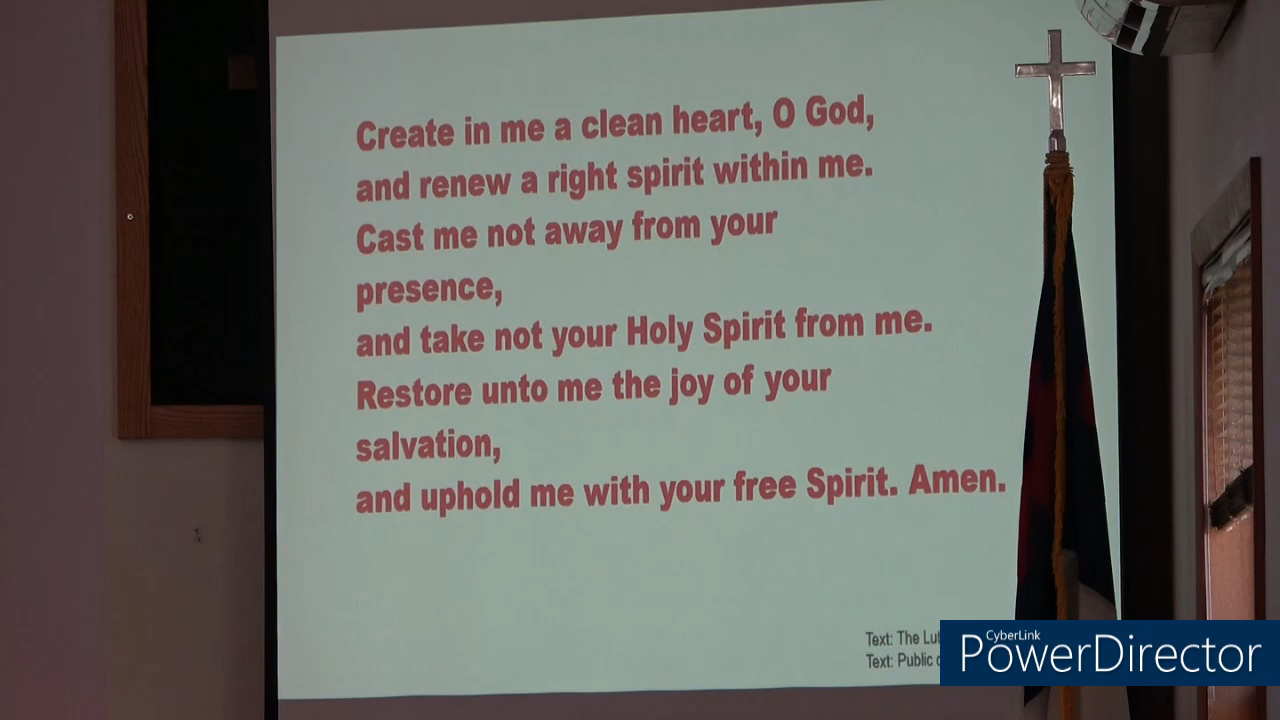 Create in me a clean heart, O God,
and renew a right spirit within me.
Cast me not away from your
presence,
and take not your Holy Spirit from me.
Restore unto me the joy of your
salvation,
and uphold me with your free Spirit. Amen.
Text: The
Text: Public
CyberLink
PowerDirector